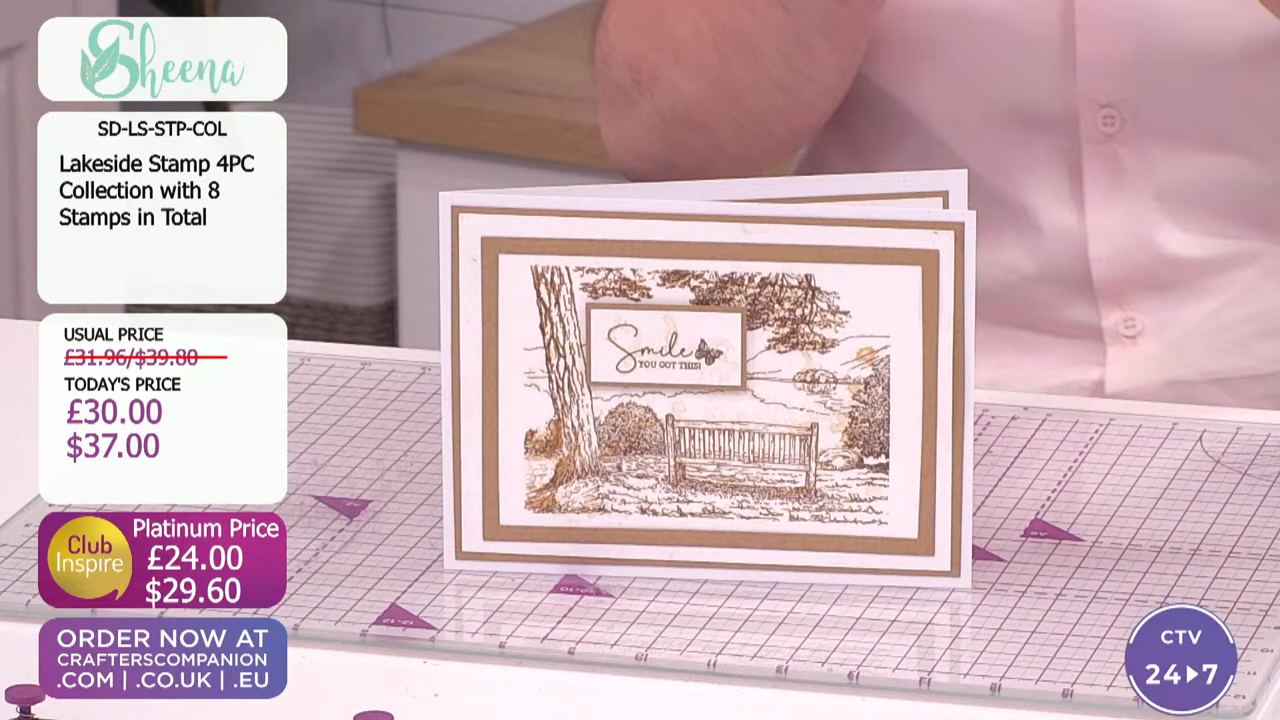 Sheena
SD-LS-STP-COL
Lakeside Stamp 4PC
Collection with 8
Stamps in Total
USUAL PRICE
£31.96/$39.80
TODAY'S PRICE
£30.00
$37.00
Club
Inspire
Platinum Price
£24.00
$29.60
ORDER NOW AT
CRAFTERSCOMPANION
.COM | .CO.UK | .EU
Smile
YOU GOT THIS!
CTV
24▶7